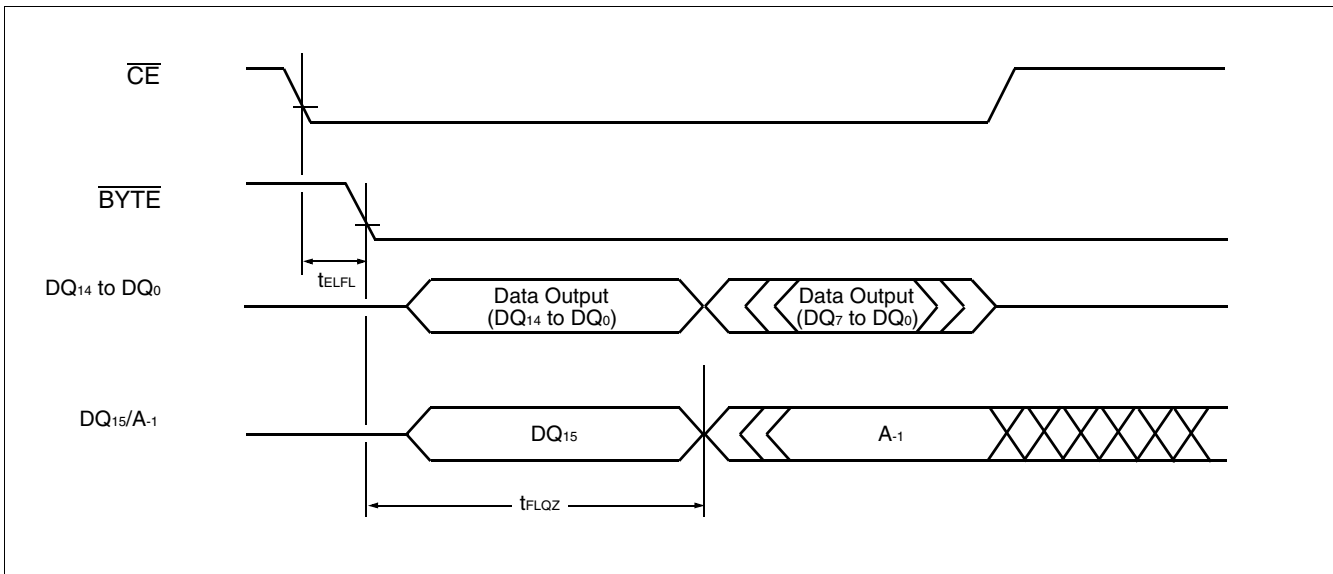 CE
BYTE
tELFL
DQ14 to DQ0
Data Output
(DQ14 to DQ0)
Data Output
(DQ7 to DQ0)
DQ15/A-1
DQ15
A-1
tFLQZ